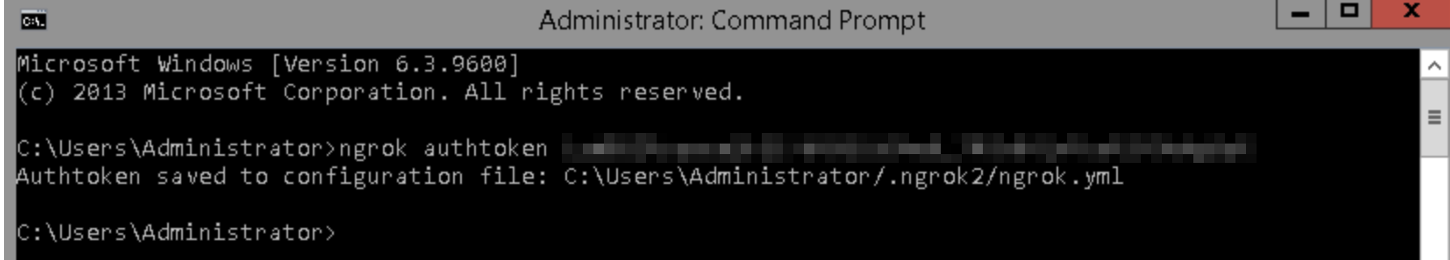 Administrator: Command Prompt
Microsoft Windows [Version 6.3.9600]
(c) 2013 Microsoft Corporation. All rights reserved.
C:\Users\Administrator>ngrok authtoken
Authtoken saved to configuration file: C:\Users\Administrator/.ngrok2/ngrok.yml
C:\Users\Administrator>